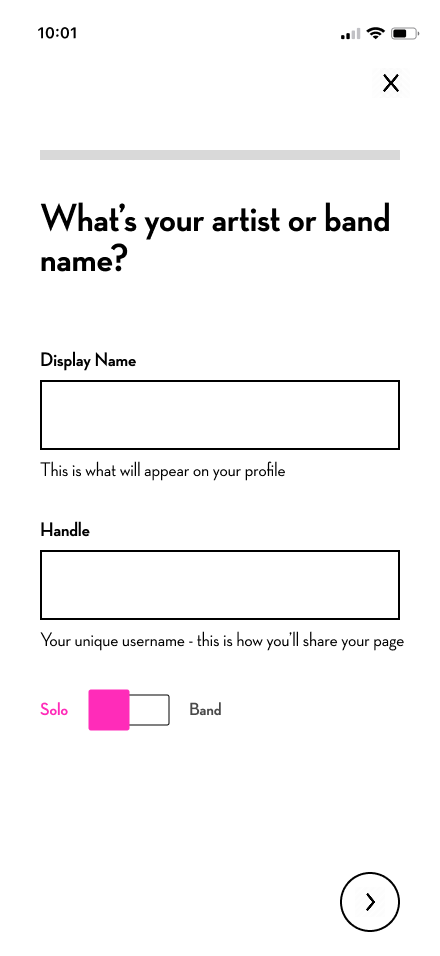 10:01
X
What's your artist or band
name?
Display Name
This is what will appear on your profile
Handle
Your unique username - this is how you'll share your page
Solo
Band